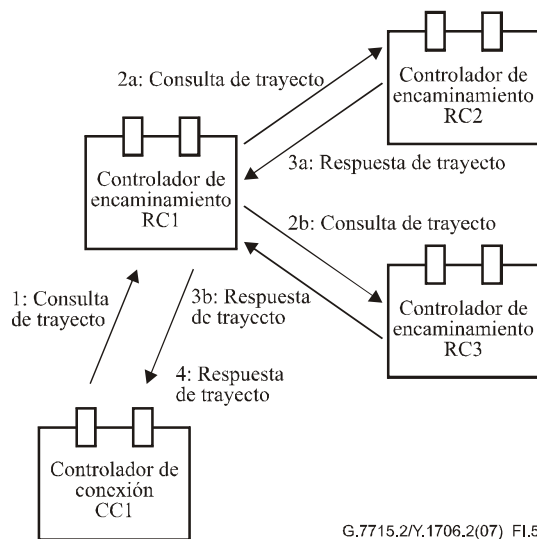 2a: Consulta de trayecto
Controlador de
encaminamiento
RC2
3a: Respuesta de trayecto
Controlador de
encaminamiento
RC1
2b: Consulta de trayecto
1: Consulta
de trayecto
3b: Respuesta
de trayecto
Controlador de
encaminamiento
RC3
4: Respuesta
de trayecto
Controlador de
conexión
CC1
G.7715.2/Y.1706.2(07)_FI.5